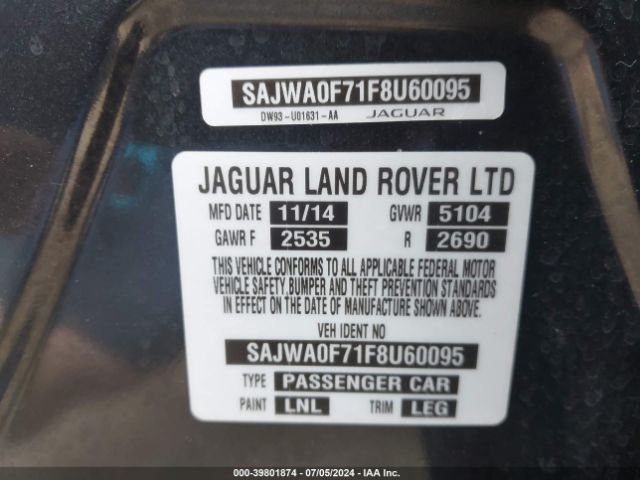 SAJWA0F71F8U60095
DW93-U01631-AA JAGUAR
JAGUAR LAND ROVER LTD
MFD DATE 11/14 GVWR 5104
GAWR F 2535 R 2690
THIS VEHICLE CONFORMS TO ALL APPLICABLE FEDERAL MOTOR
VEHICLE SAFETY,BUMPER AND THEFT PREVENTION STANDARDS
IN EFFECT ON THE DATE OF MANUFACTURE SHOWN ABOVE.
VEH IDENT NO
SAJWA0F71F8U60095
TYPE PASSENGER CAR
PAINT LNL TRIM LEG
000-39801874 / 07/05/2024 - IAA Inc.